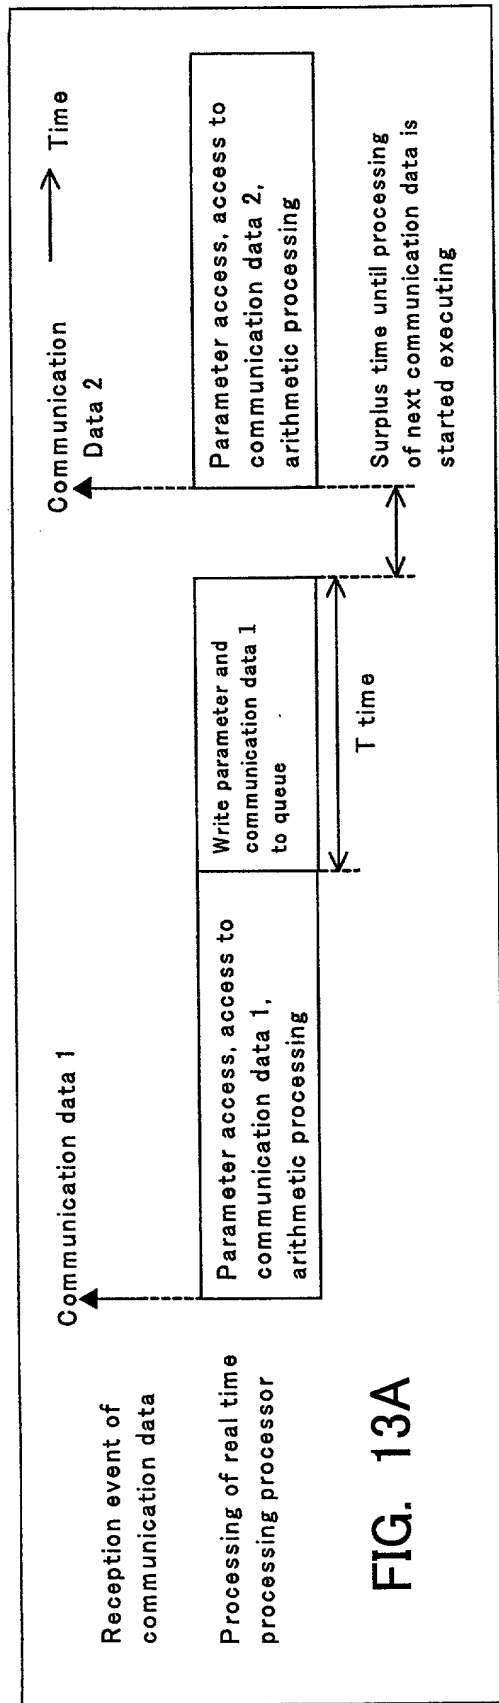 Communication data 1
Communication
Data 2
Time
Reception event of
communication data
Processing of real time
processing processor
Parameter access, access to
communication data 1,
arithmetic processing
Write parameter and
communication data 1
to queue
Parameter access, access to
communication data 2,
arithmetic processing
T time
Surplus time until processing
of next communication data is
started executing
FIG. 13A